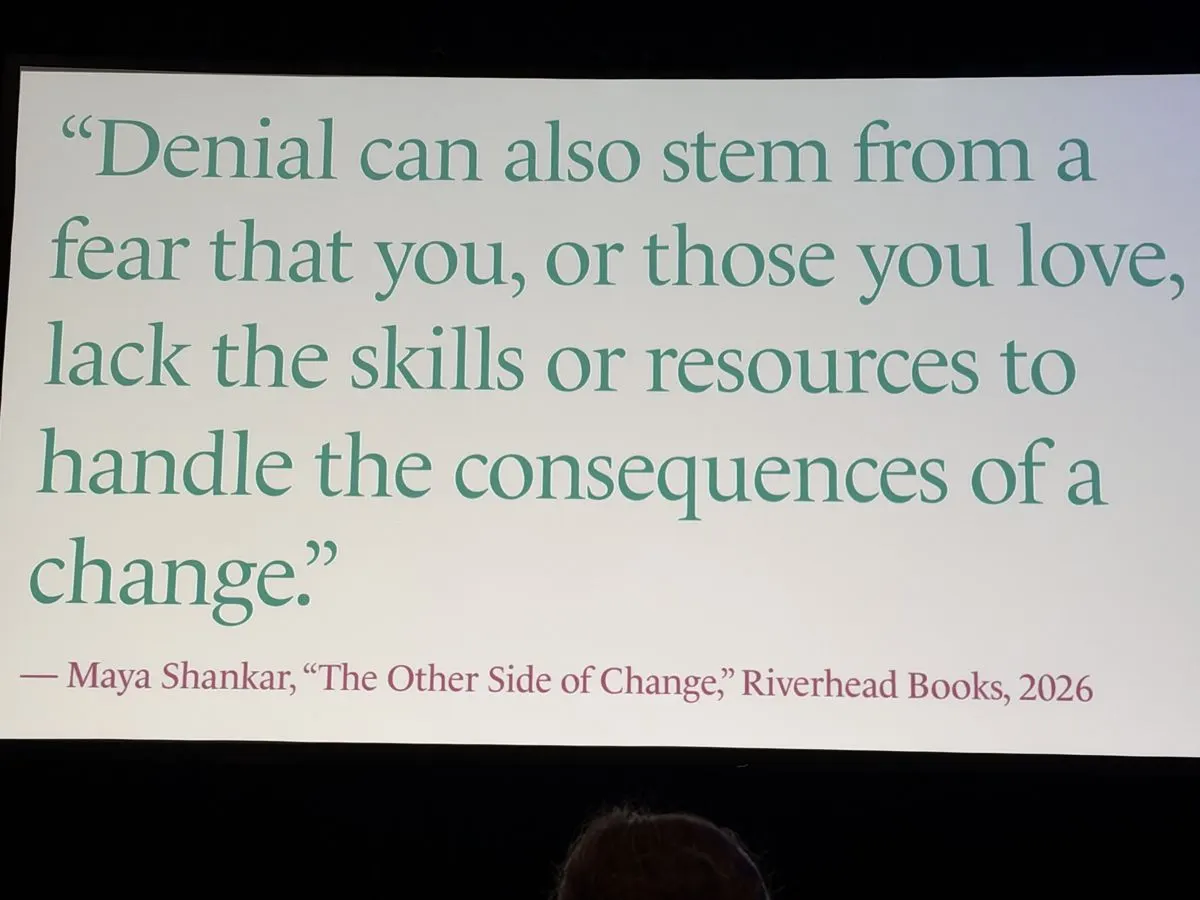 “Denial can also stem from a
fear that you, or those you love,
lack the skills or resources to
handle the consequences of a
change.”
— Maya Shankar, “The Other Side of Change,” Riverhead Books, 2026